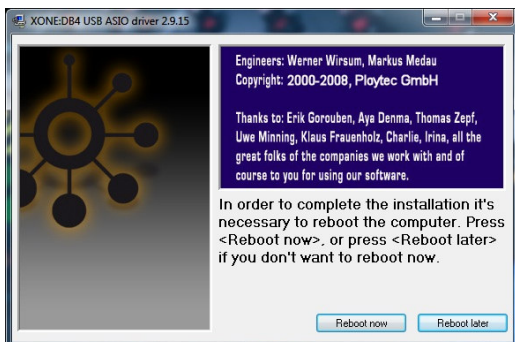 XONE:DB4 USB ASIO driver 2.9.15
Engineers: Werner Wirsum, Markus Medau
Copyright: 2000-2008, Ploytec GmbH
Thanks to: Erik Gorouben, Aya Denma, Thomas Zepf,
Uwe Minning, Klaus Frauenholz, Charlie, Irina, all the
great folks of the companies we work with and of
course to you for using our software.
In order to complete the installation it's
necessary to reboot the computer. Press
<Reboot now>, or press <Reboot later>
if you don't want to reboot now.
Reboot now
Reboot later